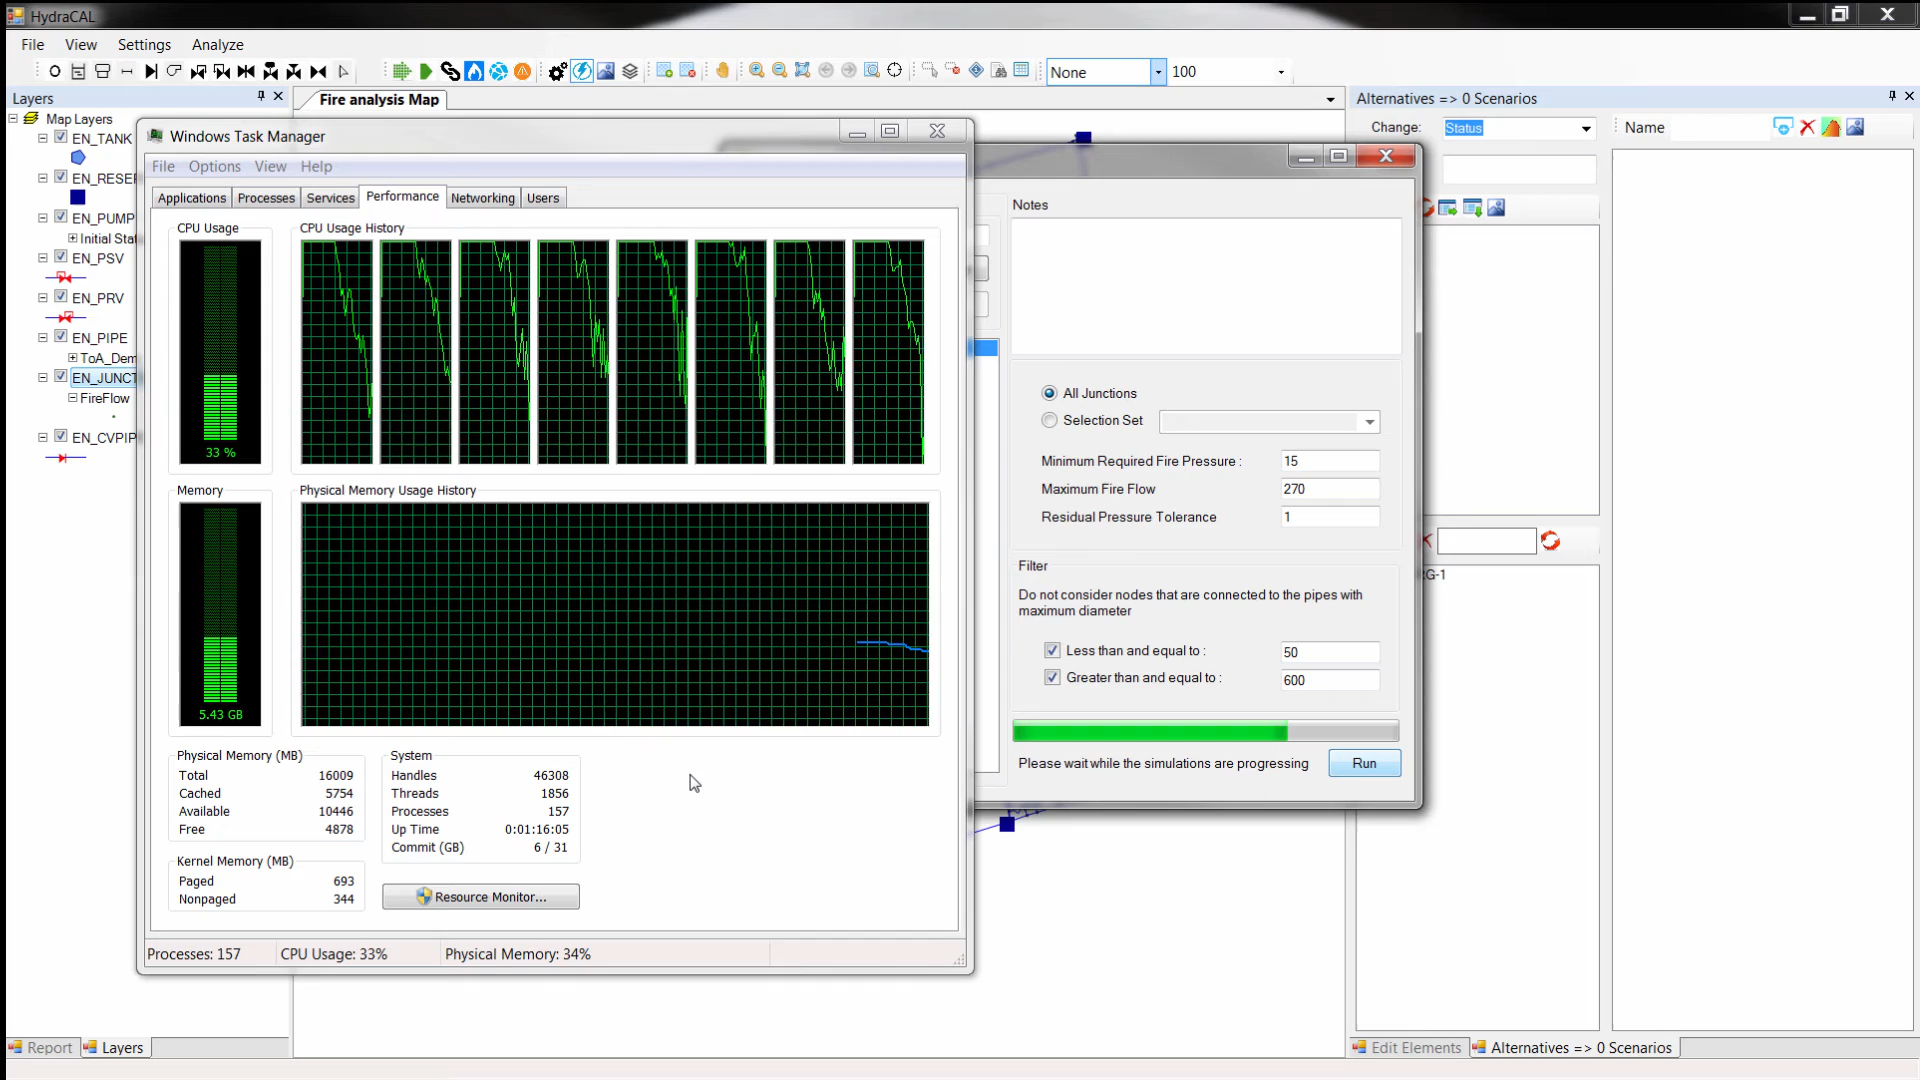 HydraCAL
File View Settings Analyze
None 100
Layers
Fire analysis Map
Alternatives => 0 Scenarios
Map Layers
EN_TANK
EN_RESE
EN_PUMP
Initial Sta
EN_PSV
EN_PRV
EN_PIPE
ToA_Dem
EN_JUNCT
FireFlow
EN_CVPIP
Windows Task Manager
File Options View Help
Applications Processes Services Performance Networking Users
CPU Usage
CPU Usage History
33 %
Memory
Physical Memory Usage History
5.43 GB
Physical Memory (MB)
Total 16009
Cached 5754
Available 10446
Free 4878
Kernel Memory (MB)
Paged 693
Nonpaged 344
System
Handles 46308
Threads 1856
Processes 157
Up Time 0:01:16:05
Commit (GB) 6 / 31
Resource Monitor...
Processes: 157 CPU Usage: 33% Physical Memory: 34%
Notes
All Junctions
Selection Set
Minimum Required Fire Pressure : 15
Maximum Fire Flow 270
Residual Pressure Tolerance 1
Filter
Do not consider nodes that are connected to the pipes with
maximum diameter
Less than and equal to : 50
Greater than and equal to : 600
Please wait while the simulations are progressing
Run
Change: Status
Name
G-1
Report Layers
Edit Elements Alternatives => 0 Scenarios